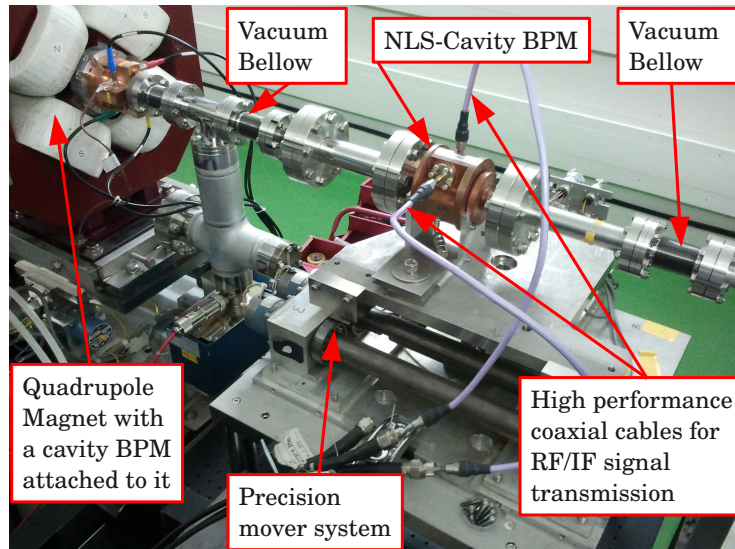 Vacuum
Bellow
NLS-Cavity BPM
Vacuum
Bellow
N
S
S
Quadrupole
Magnet with
a cavity BPM
attached to it
Precision
mover system
High performance
coaxial cables for
RF/IF signal
transmission